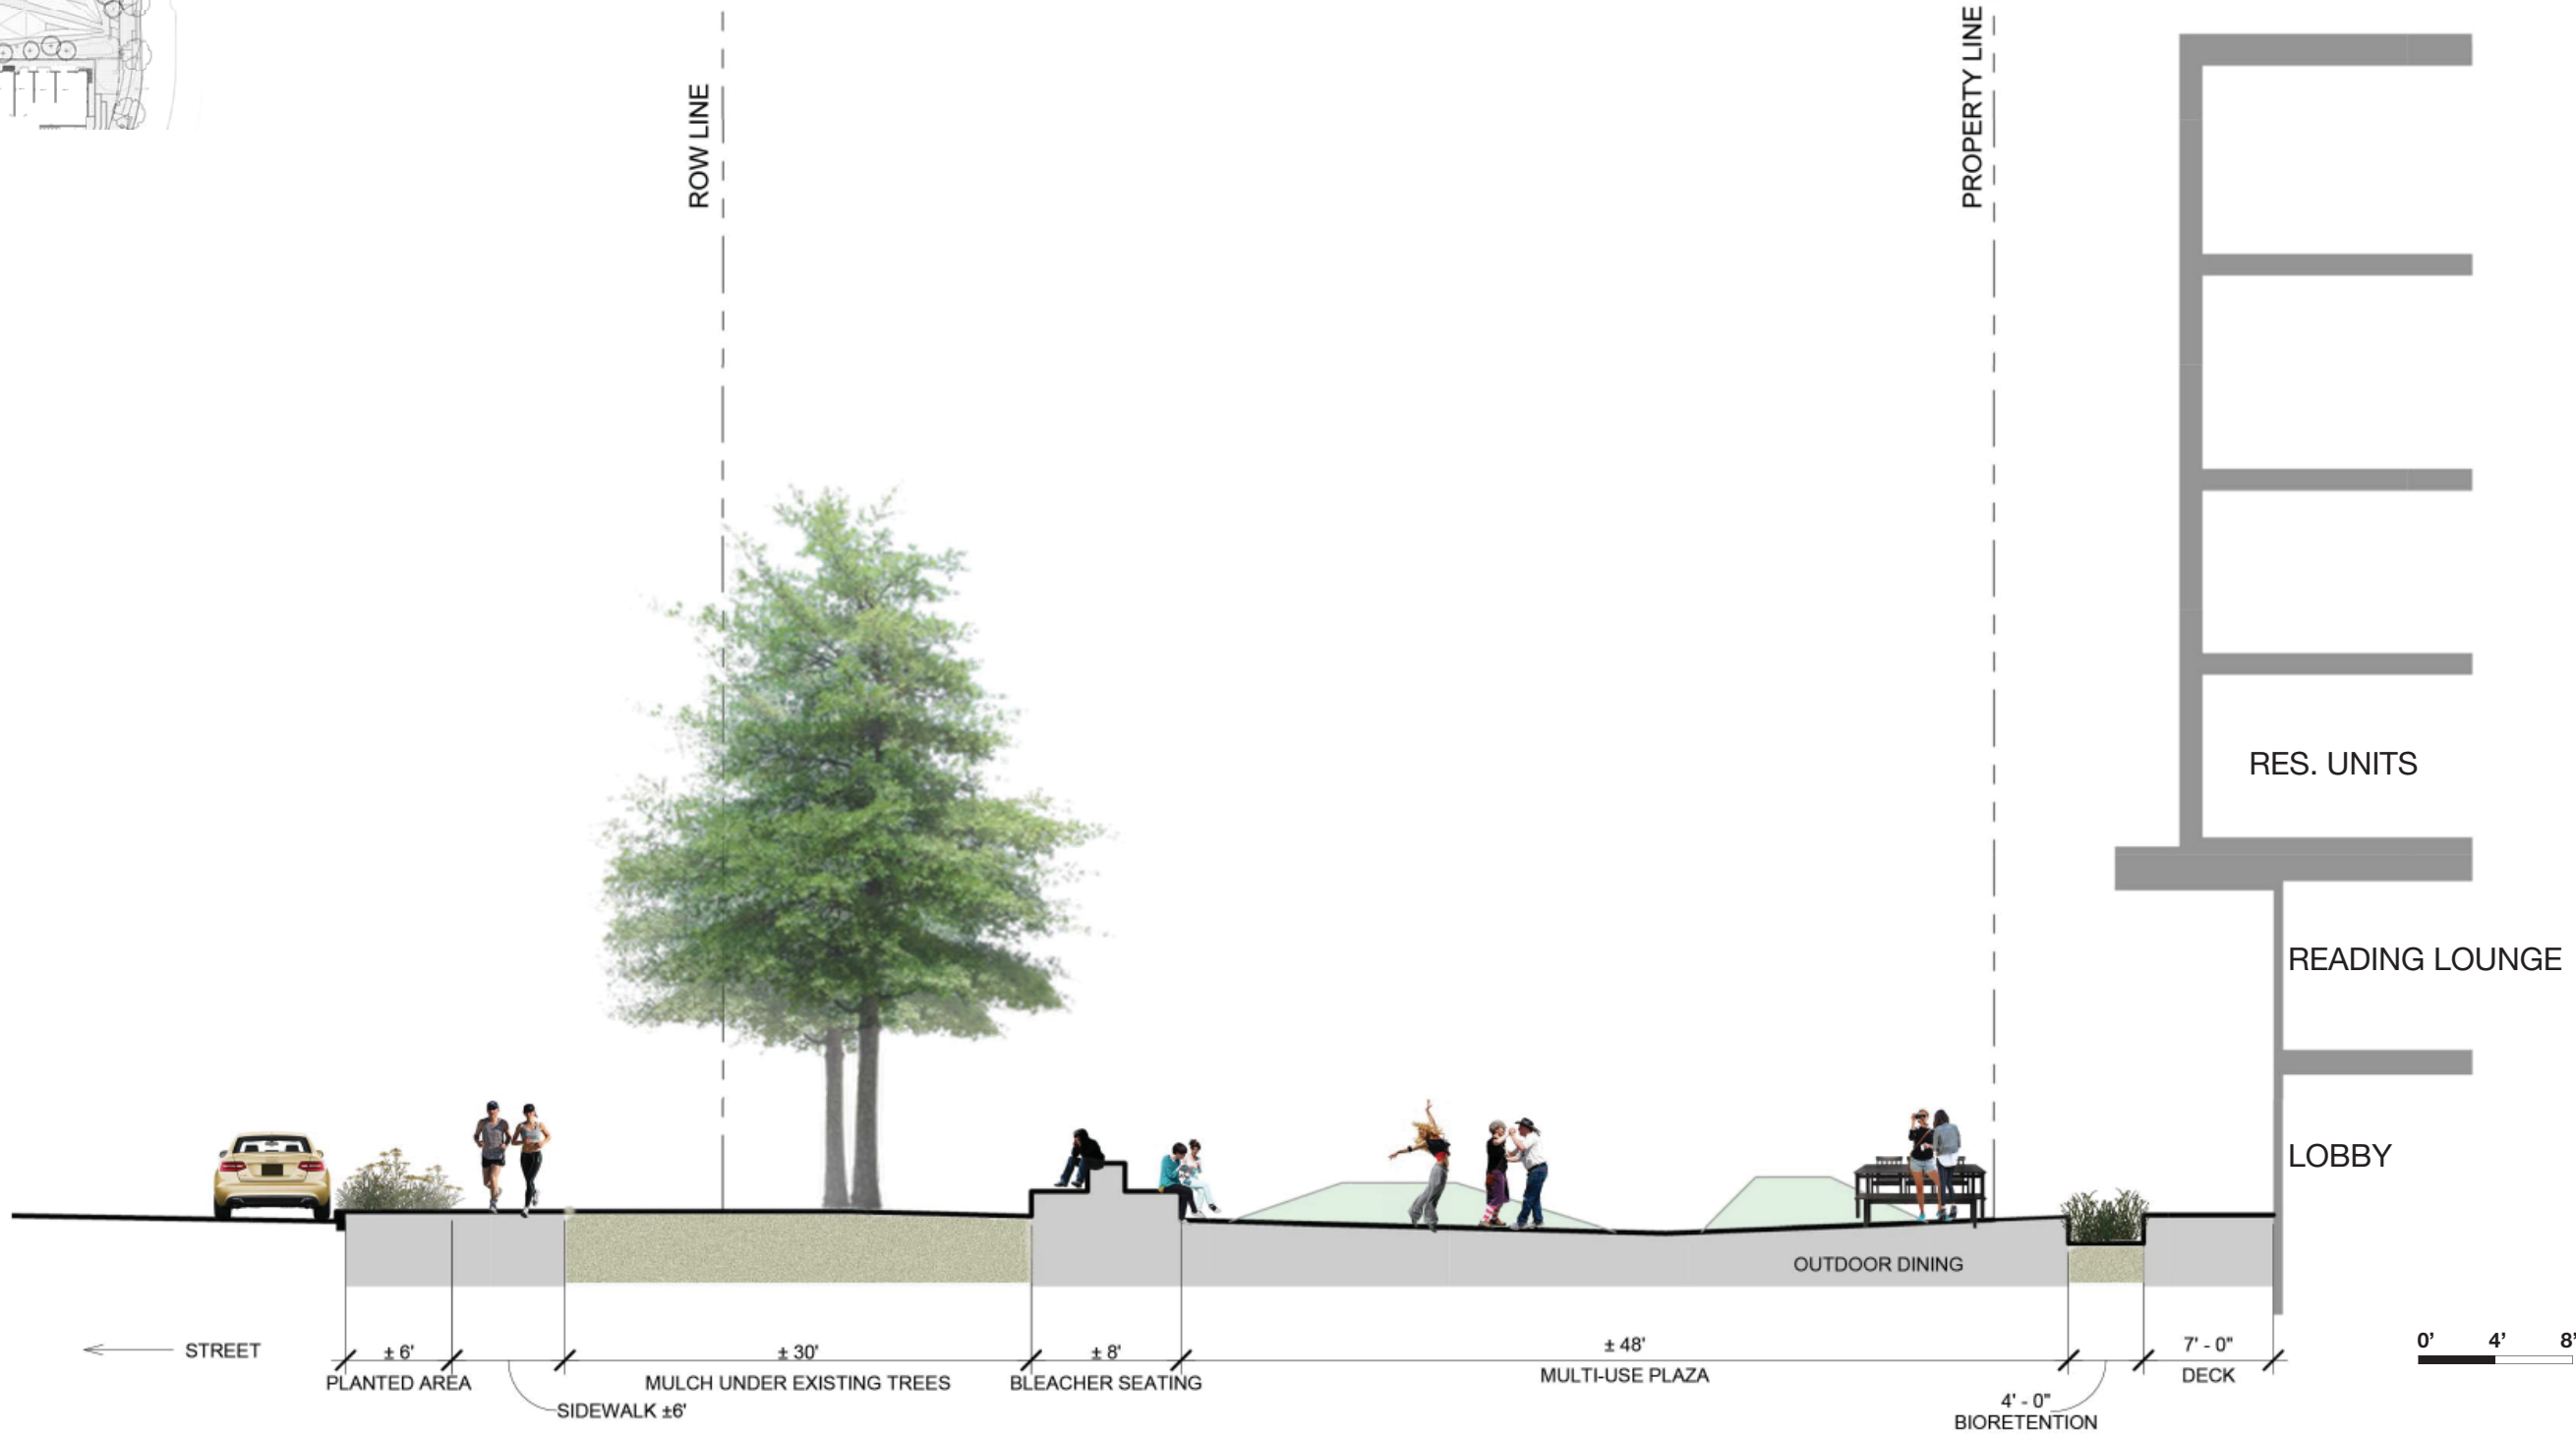 ROW LINE
PROPERTY LINE
RES. UNITS
READING LOUNGE
LOBBY
OUTDOOR DINING
STREET
± 6'
PLANTED AREA
SIDEWALK ±6'
± 30'
MULCH UNDER EXISTING TREES
± 8'
BLEACHER SEATING
± 48'
MULTI-USE PLAZA
4' - 0"
BIORETENTION
7' - 0"
DECK
0' 4' 8'